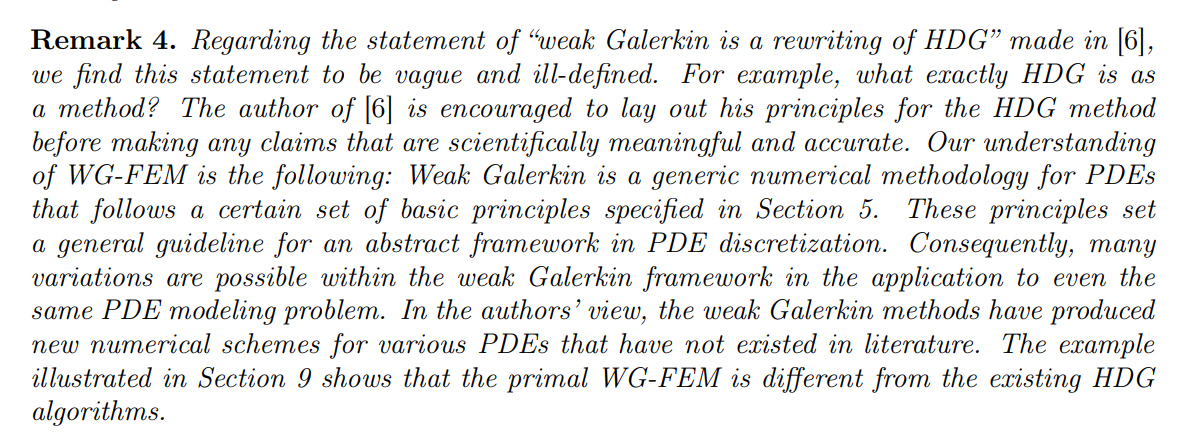 Remark 4. Regarding the statement of “weak Galerkin is a rewriting of HDG” made in [6],
we find this statement to be vague and ill-defined. For example, what exactly HDG is as
a method? The author of [6] is encouraged to lay out his principles for the HDG method
before making any claims that are scientifically meaningful and accurate. Our understanding
of WG-FEM is the following: Weak Galerkin is a generic numerical methodology for PDEs
that follows a certain set of basic principles specified in Section 5. These principles set
a general guideline for an abstract framework in PDE discretization. Consequently, many
variations are possible within the weak Galerkin framework in the application to even the
same PDE modeling problem. In the authors’ view, the weak Galerkin methods have produced
new numerical schemes for various PDEs that have not existed in literature. The example
illustrated in Section 9 shows that the primal WG-FEM is different from the existing HDG
algorithms.